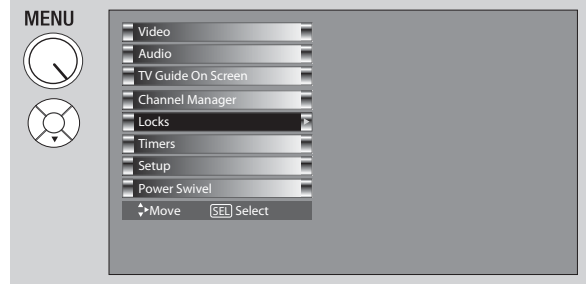 MENU
Video
Audio
TV Guide On Screen
Channel Manager
Locks
Timers
Setup
Power Swivel
Move SEL Select